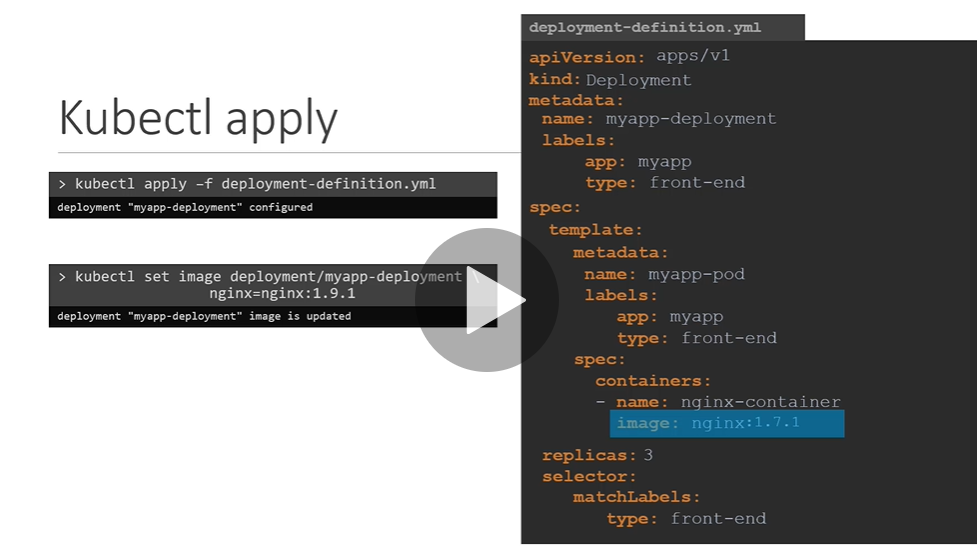 Kubectl apply
> kubectl apply –f deployment-definition.yml
deployment "myapp-deployment" configured
> kubectl set image deployment/myapp-deployment \
nginx=nginx:1.9.1
deployment "myapp-deployment" image is updated
deployment-definition.yml
apiVersion: apps/v1
kind: Deployment
metadata:
name: myapp-deployment
labels:
app: myapp
type: front-end
spec:
template:
metadata:
name: myapp-pod
labels:
app: myapp
type: front-end
spec:
containers:
- name: nginx-container
image: nginx:1.7.1
replicas: 3
selector:
matchLabels:
type: front-end